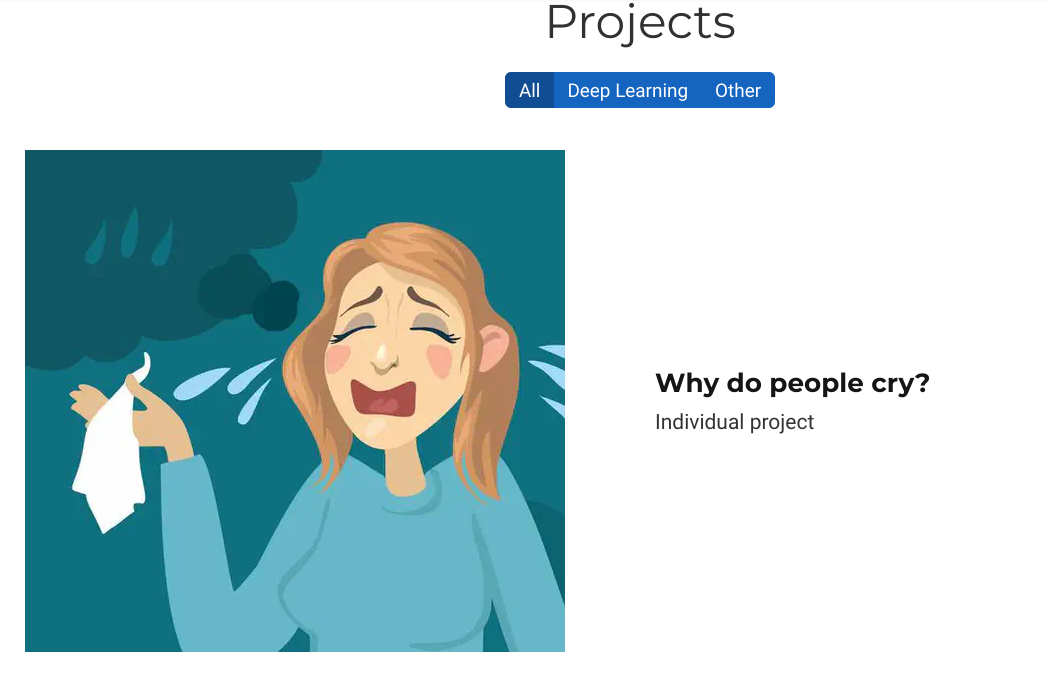 Projects
All Deep Learning Other
Why do people cry?
Individual project